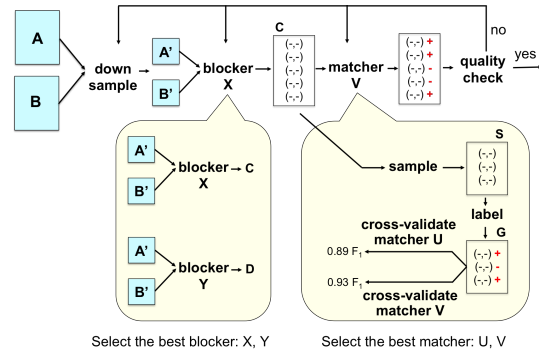 A
B
down
sample
A'
B'
blocker
X
C
(-,-)
(-,-)
(-,-)
(-,-)
(-,-)
matcher
V
(-,-) +
(-,-) +
(-,-) -
(-,-) -
(-,-) +
quality
check
no
yes
A'
B'
blocker
X
C
A'
B'
blocker
Y
D
Select the best blocker: X, Y
sample
S
(-,-)
(-,-)
(-,-)
label
G
(-,-) +
(-,-) -
(-,-) +
cross-validate
matcher U
0.89 F1
0.93 F1
cross-validate
matcher V
Select the best matcher: U, V